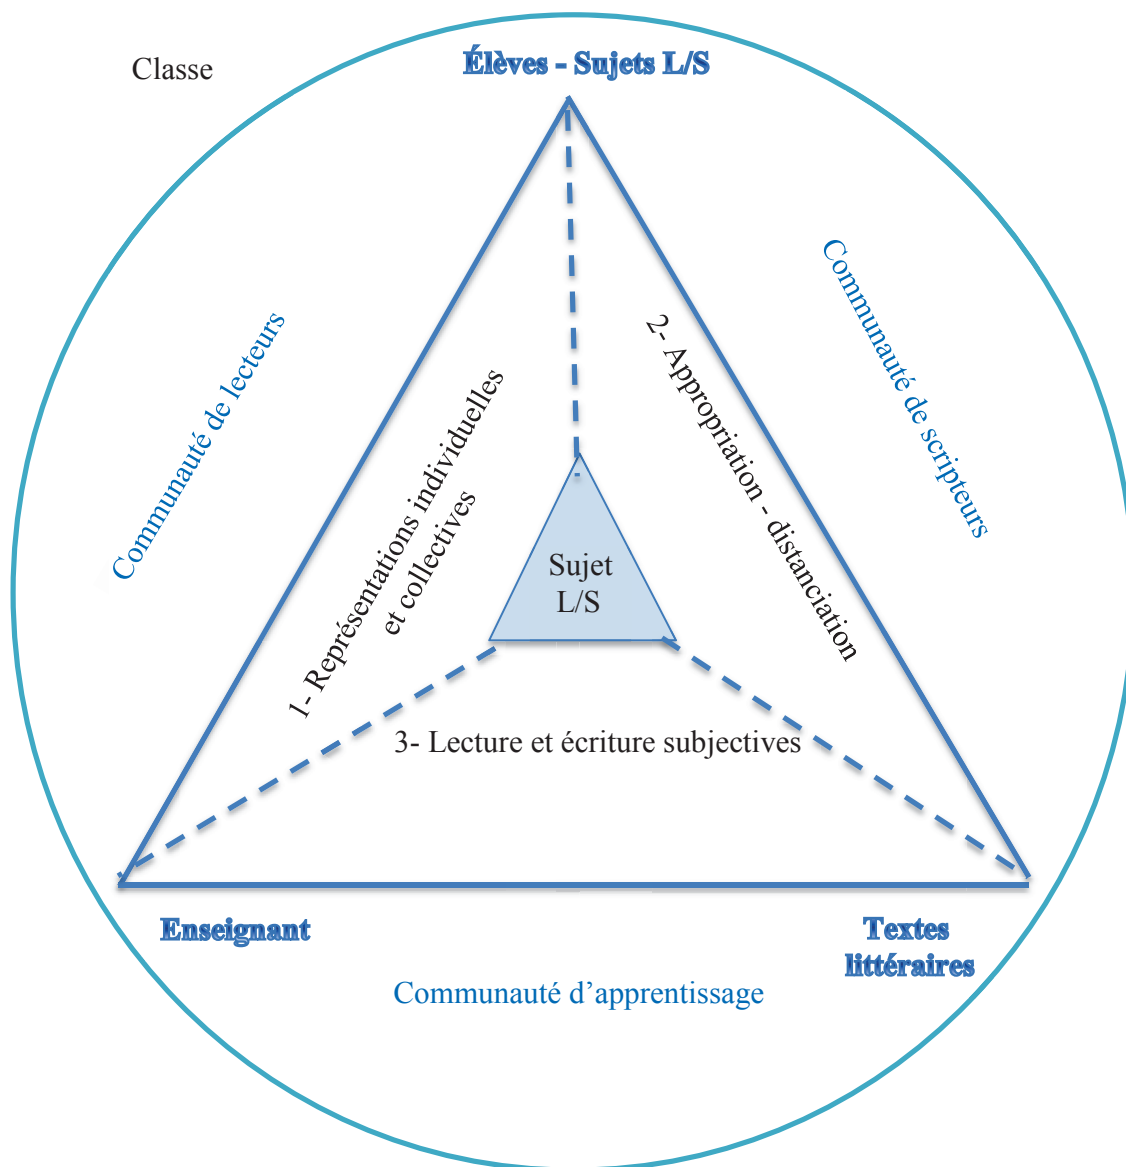 Classe
Élèves - Sujets L/S
Communauté de lecteurs
Communauté de scripteurs
1- Représentations individuelles
et collectives
2- Appropriation - distanciation
Sujet
L/S
3- Lecture et écriture subjectives
Enseignant
Textes
littéraires
Communauté d’apprentissage